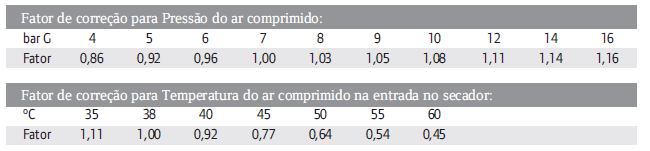 Fator de correção para Pressão do ar comprimido:
bar G 4 5 6 7 8 9 10 12 14 16
Fator 0,86 0,92 0,96 1,00 1,03 1,05 1,08 1,11 1,14 1,16
Fator de correção para Temperatura do ar comprimido na entrada no secador:
ºC 35 38 40 45 50 55 60
Fator 1,11 1,00 0,92 0,77 0,64 0,54 0,45